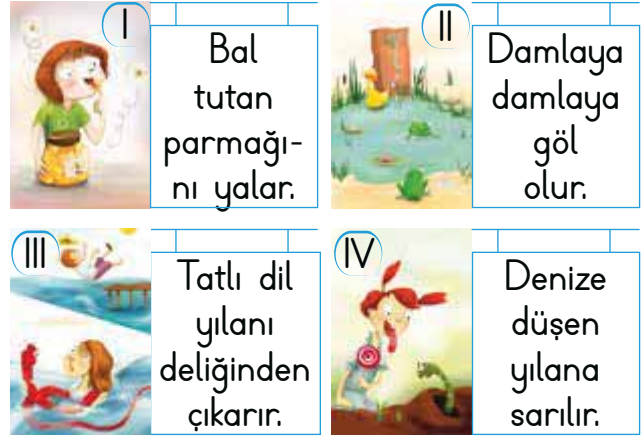 I
Bal
tutan
parmağı-
nı yalar.
II
Damlaya
damlaya
göl
olur.
III
Tatlı dil
yılanı
deliğinden
çıkarır.
IV
Denize
düşen
yılana
sarılır.